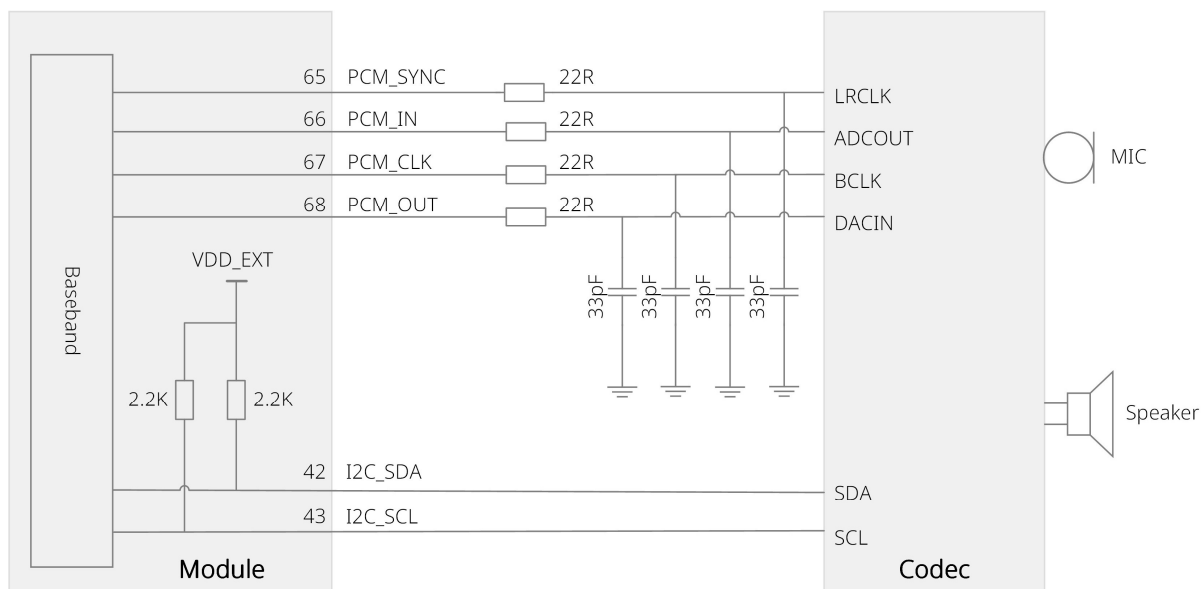 65 PCM_SYNC 22R
LRCLK
66 PCM_IN 22R
ADCOUT
67 PCM_CLK 22R
BCLK
68 PCM_OUT 22R
DACIN
MIC
VDD_EXT
Baseband
33pF 33pF 33pF 33pF
2.2K 2.2K
Speaker
42 I2C_SDA
SDA
43 I2C_SCL
SCL
Module
Codec